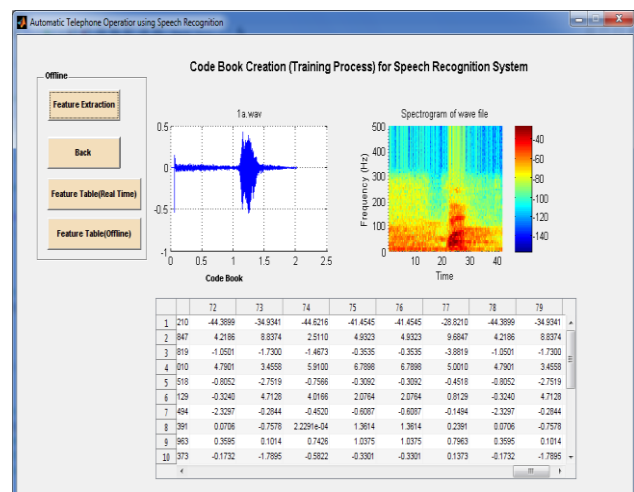 Automatic Telephone Operatior using Speech Recognition
Code Book Creation (Training Process) for Speech Recognition System
Offline
Feature Extraction
Back
Feature Table(Real Time)
Feature Table(Offline)
1a.wav
0.5
0
-0.5
-1
0 0.5 1 1.5 2 2.5
Code Book
Spectrogram of wave file
Frequency (Hz)
500
400
300
200
100
0
10 20 30 40
Time
-40
-60
-80
-100
-120
-140
72 73 74 75 76 77 78 79
1 210 -44.3899 -34.9341 -44.6216 -41.4545 -41.4545 -28.8210 -44.3899 -34.9341
2 847 4.2186 8.8374 2.5110 4.9323 4.9323 9.6847 4.2186 8.8374
3 819 -1.0501 -1.7300 -1.4673 -0.3535 -0.3535 -3.8819 -1.0501 -1.7300
4 010 4.7901 3.4558 5.9100 6.7898 6.7898 5.0010 4.7901 3.4558
5 518 -0.8052 -2.7519 -0.7566 -0.3092 -0.3092 -0.4518 -0.8052 -2.7519
6 129 -0.3240 4.7128 4.0166 2.0764 2.0764 0.8129 -0.3240 4.7128
7 494 -2.3297 -0.2844 -0.4520 -0.6087 -0.6087 -0.1494 -2.3297 -0.2844
8 391 0.0706 -0.7578 2.2291e-04 1.3614 1.3614 0.2391 0.0706 -0.7578
9 963 0.3595 0.1014 0.7426 1.0375 1.0375 0.7963 0.3595 0.1014
10 373 -0.1732 -1.7895 -0.5822 -0.3301 -0.3301 0.1373 -0.1732 -1.7895